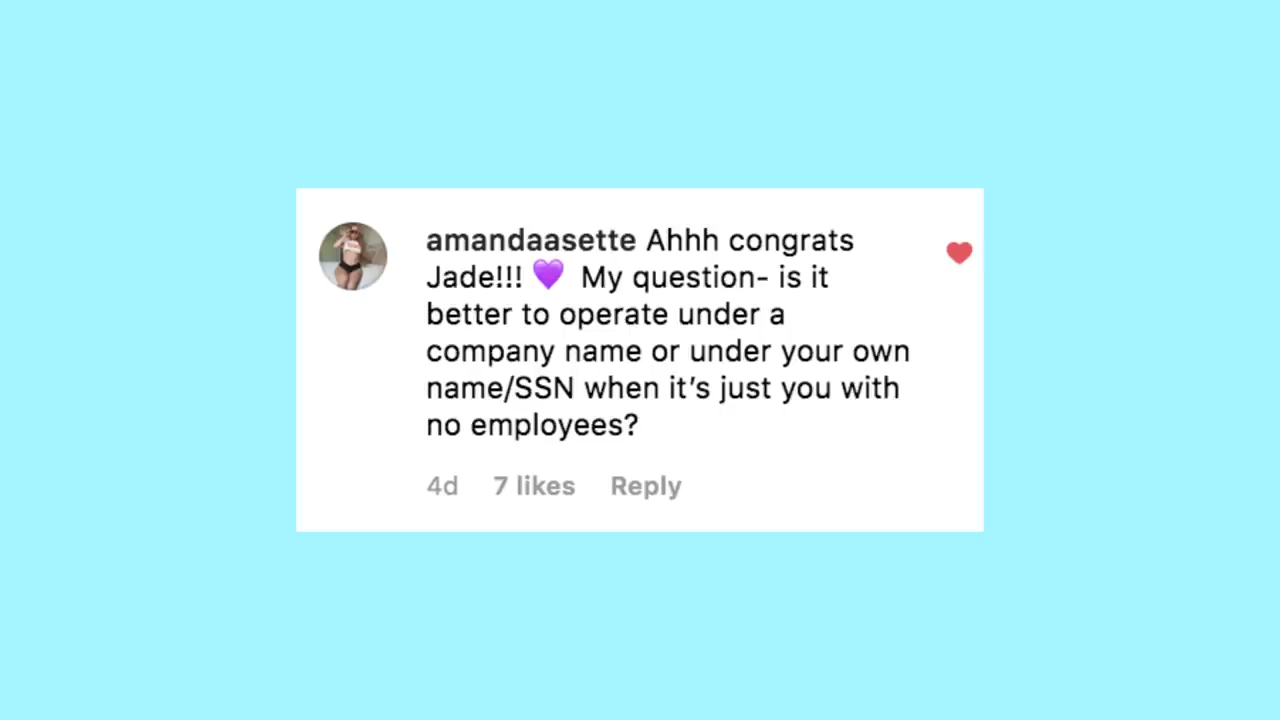 amandaasette Ahhh congrats
Jade!!! 💜 My question- is it
better to operate under a
company name or under your own
name/SSN when it’s just you with
no employees?
4d 7 likes Reply